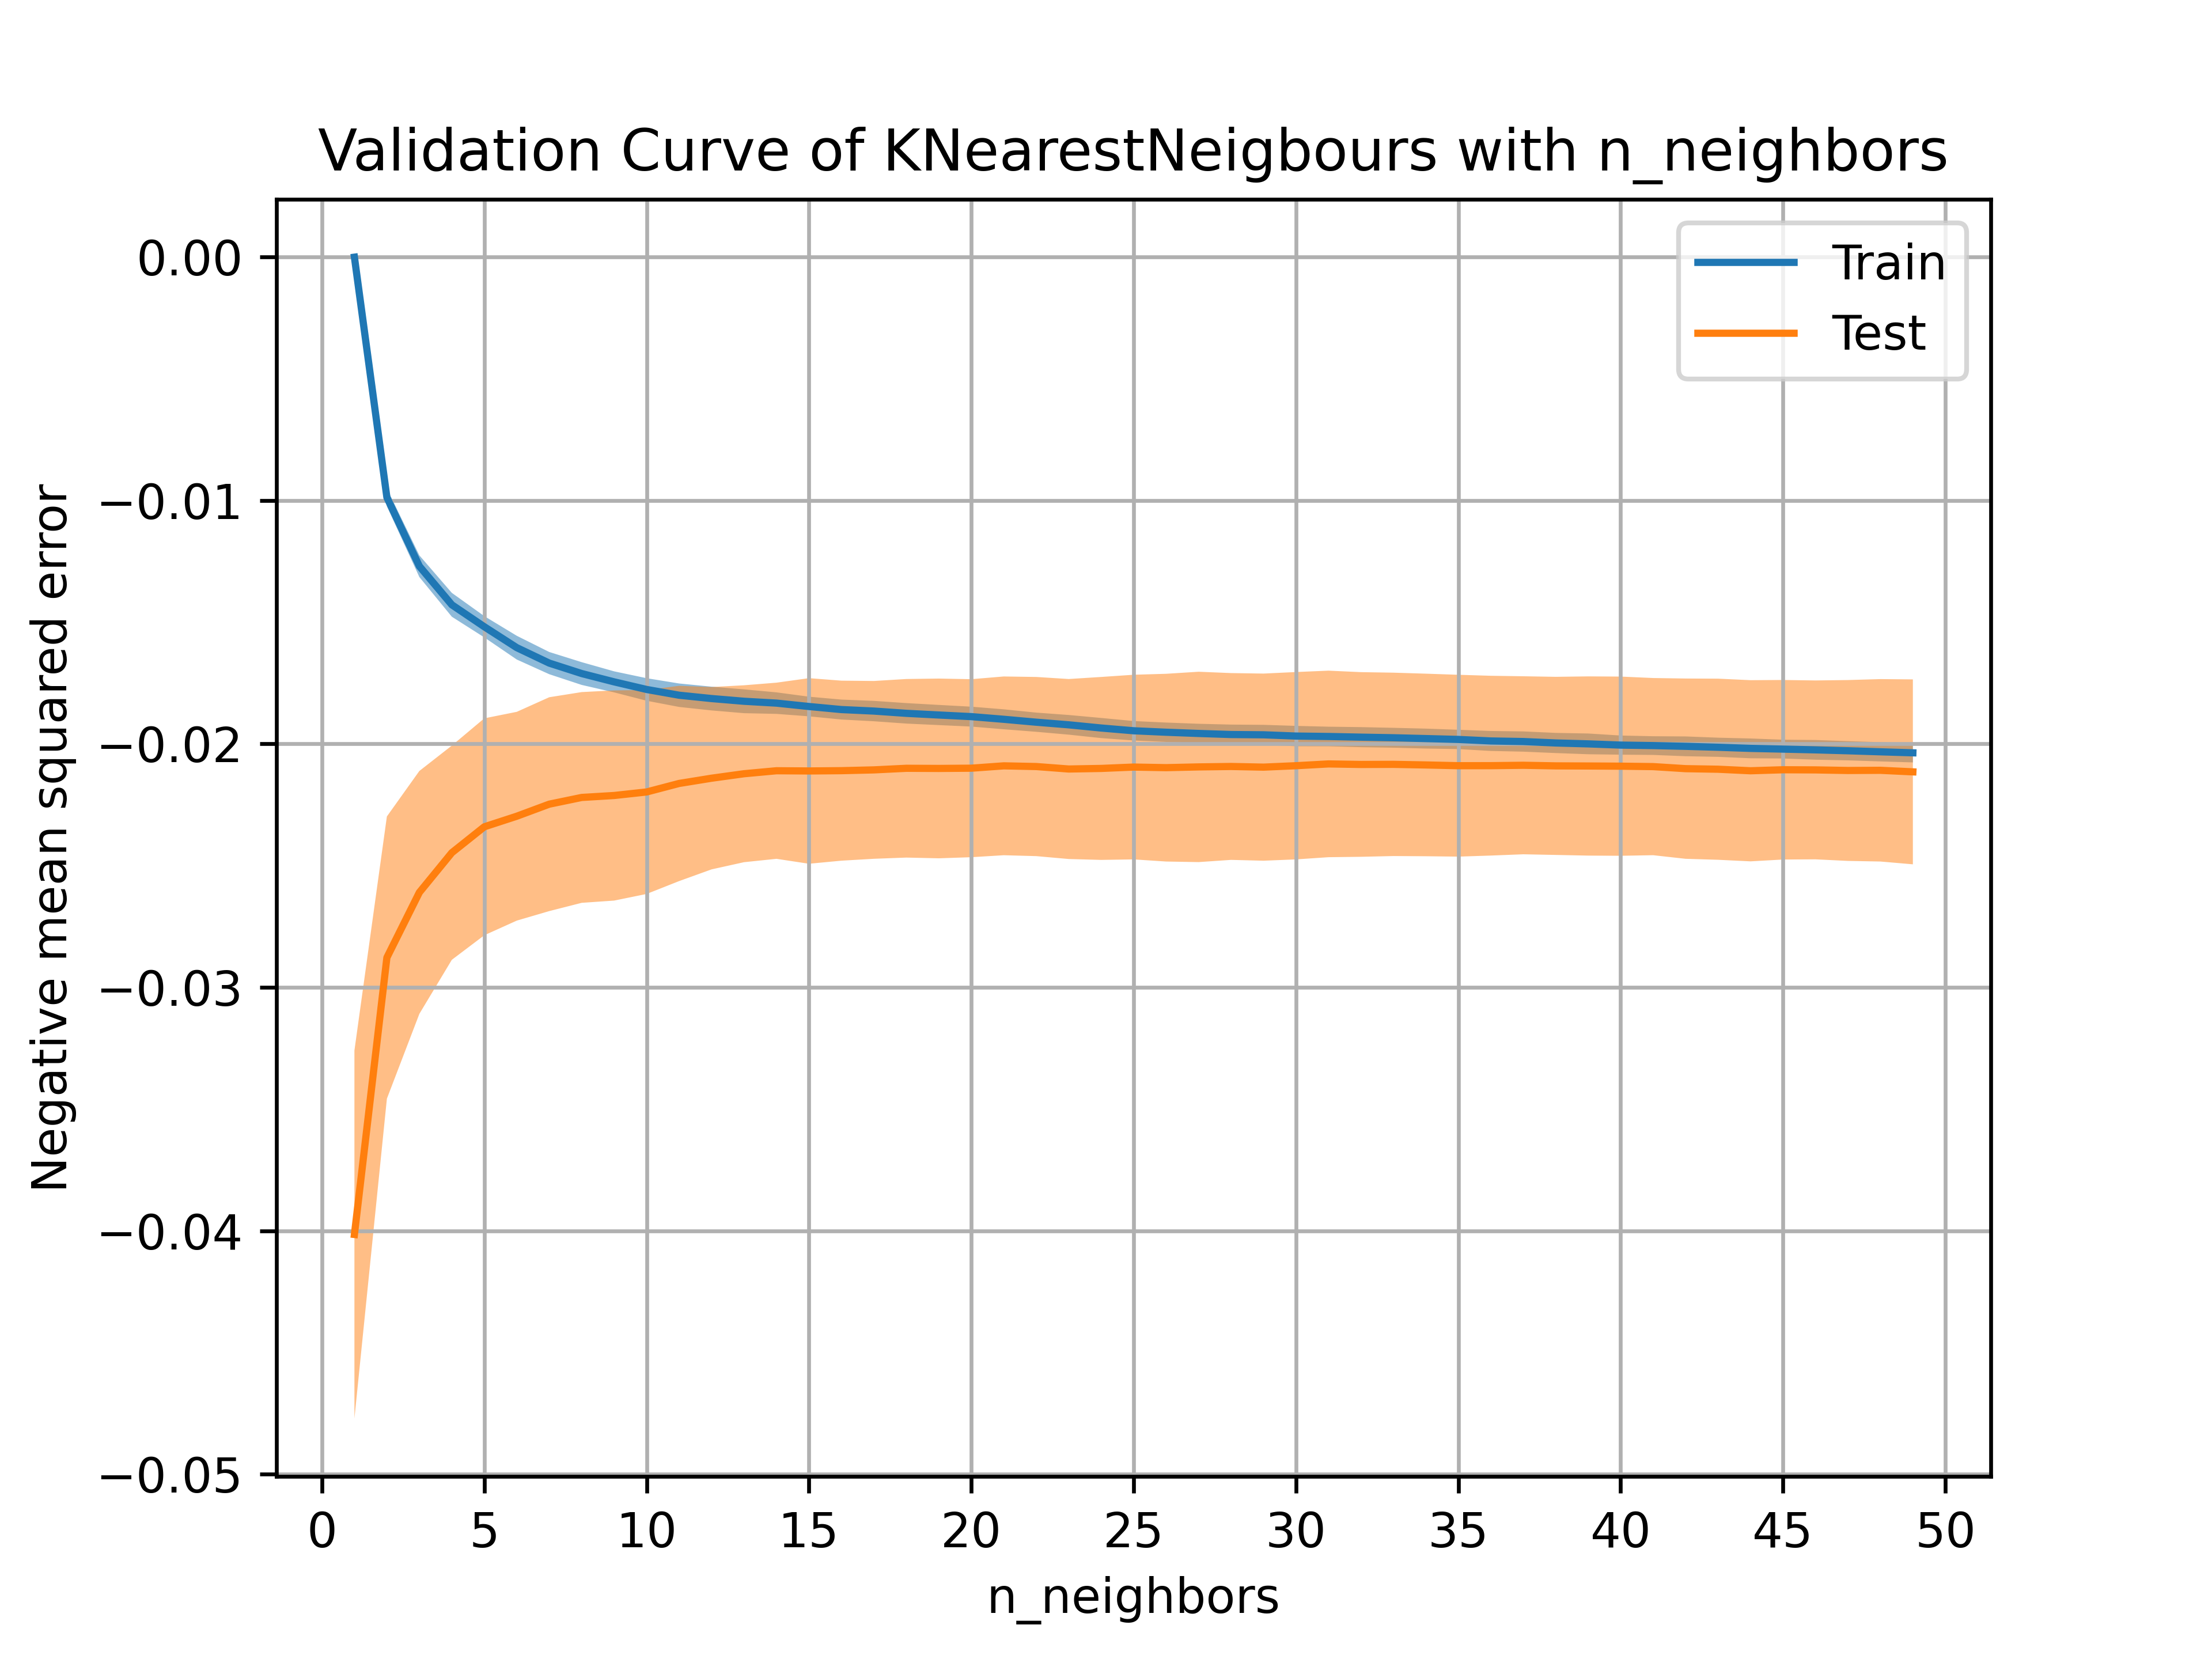 Validation Curve of KNearestNeigbours with n_neighbors
Train
Test
Negative mean squared error
0.00
−0.01
−0.02
−0.03
−0.04
−0.05
0 5 10 15 20 25 30 35 40 45 50
n_neighbors